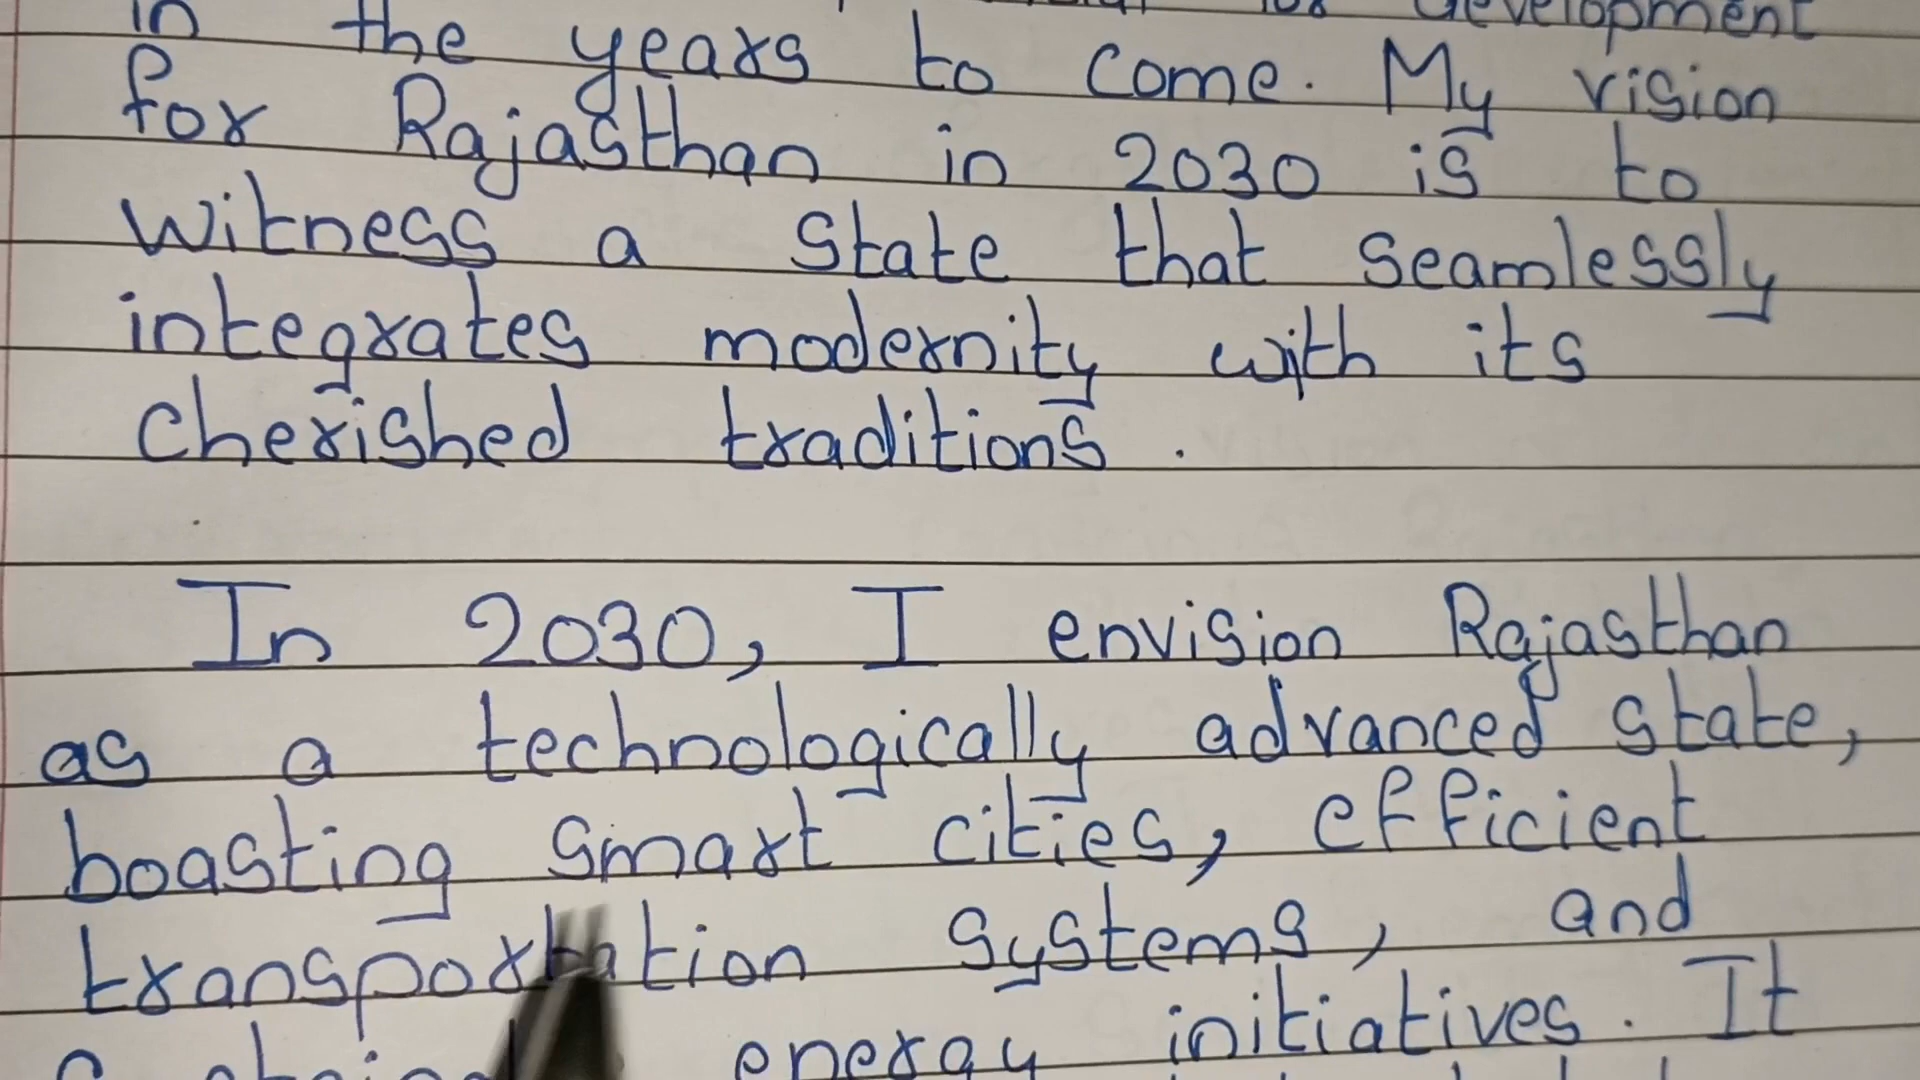 development
in the years to come. My vision
for Rajasthan in 2030 is to
witness a state that seamlessly
integrates modernity with its
cherished traditions.
In 2030, I envision Rajasthan
as a technologically advanced state,
boasting smart cities, efficient
transportation systems, and
energy initiatives. It